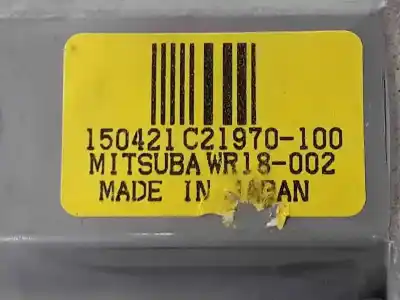 150421 C21970-100
MITSUBA WR18-002
MADE IN JAPAN